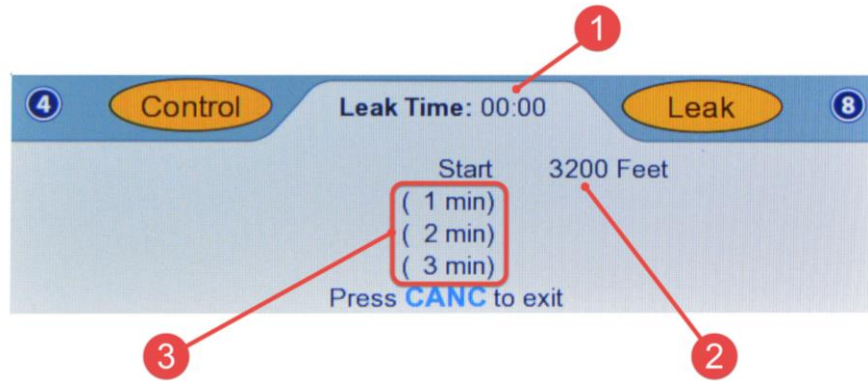 1
4 Control Leak Time: 00:00 Leak 8
Start 3200 Feet
( 1 min)
( 2 min)
( 3 min)
Press CANC to exit
3 2